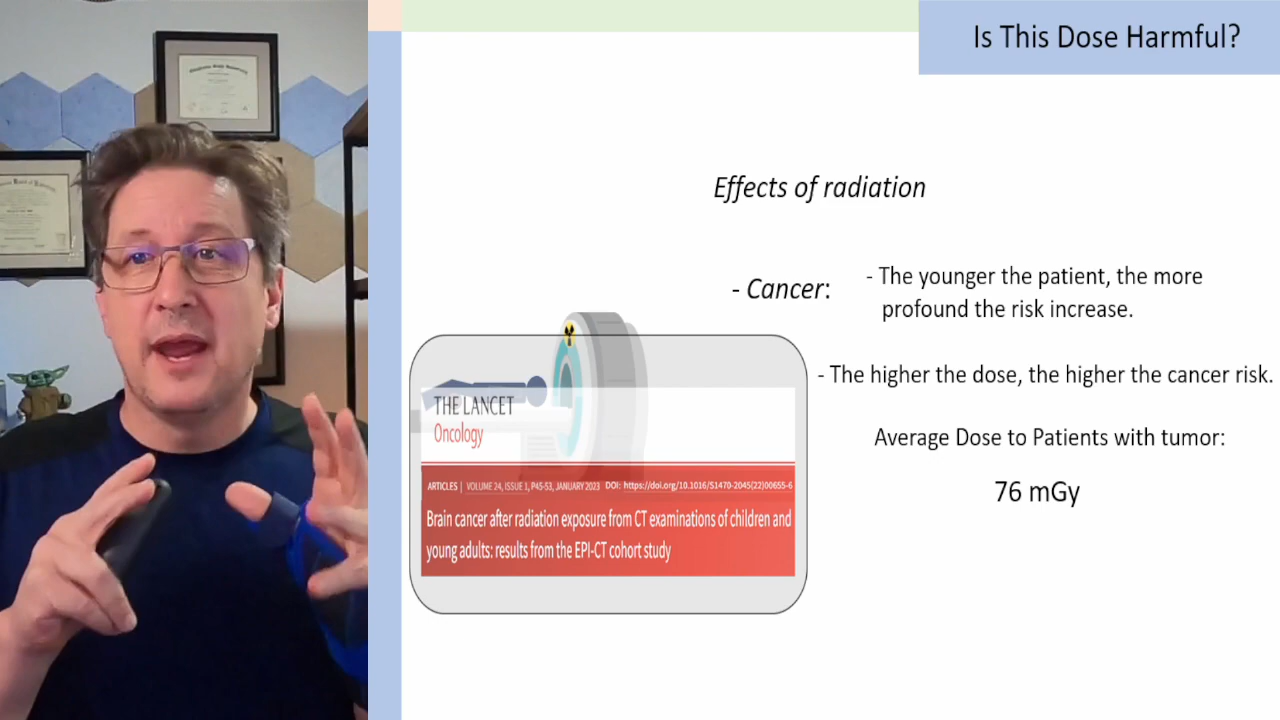 Is This Dose Harmful?
Effects of radiation
- Cancer:
- The younger the patient, the more
profound the risk increase.
- The higher the dose, the higher the cancer risk.
Average Dose to Patients with tumor:
76 mGy
THE LANCET
Oncology
ARTICLES | VOLUME 24, ISSUE 1, P45-53, JANUARY 2023 DOI: https://doi.org/10.1016/S1470-2045(22)00655-6
Brain cancer after radiation exposure from CT examinations of children and
young adults: results from the EPI-CT cohort study